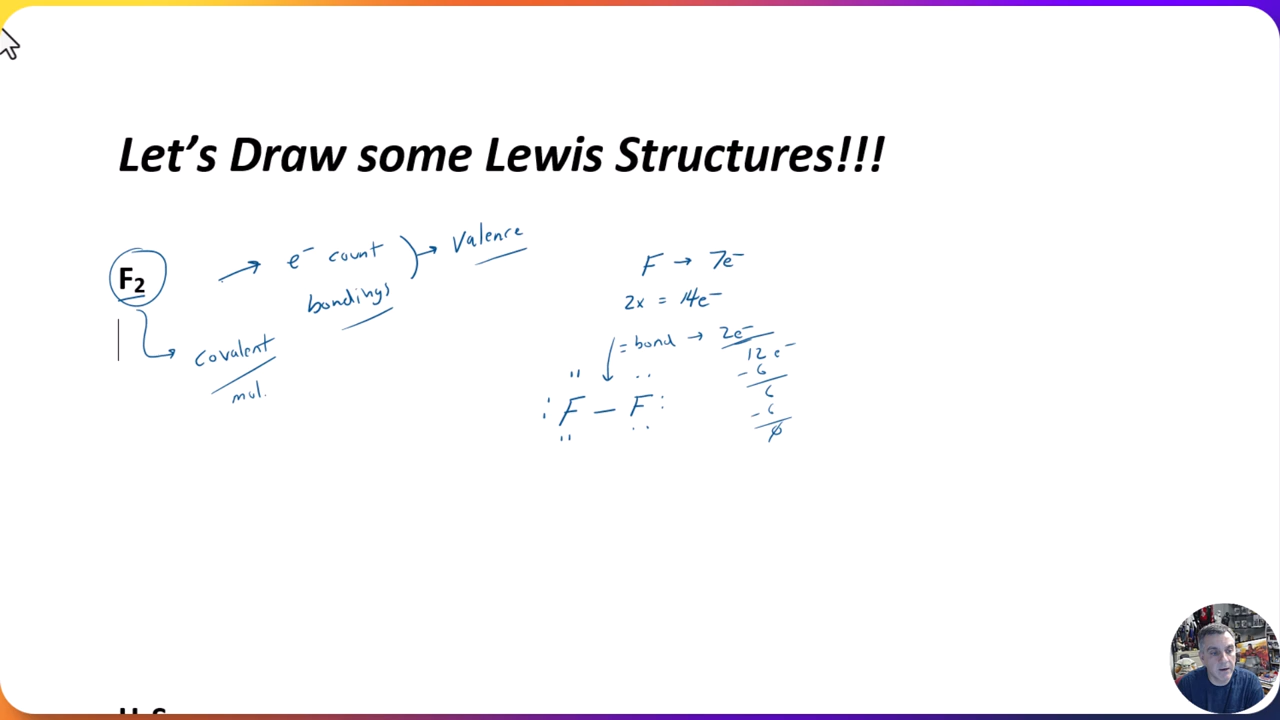 Let's Draw some Lewis Structures!!!
F2
→ e⁻ count
bondings
→ Valence
covalent
mol.
F → 7e⁻
2x = 14e⁻
= bond → 2e⁻
12 e⁻
- 6
6
- 6
0
:F – F: